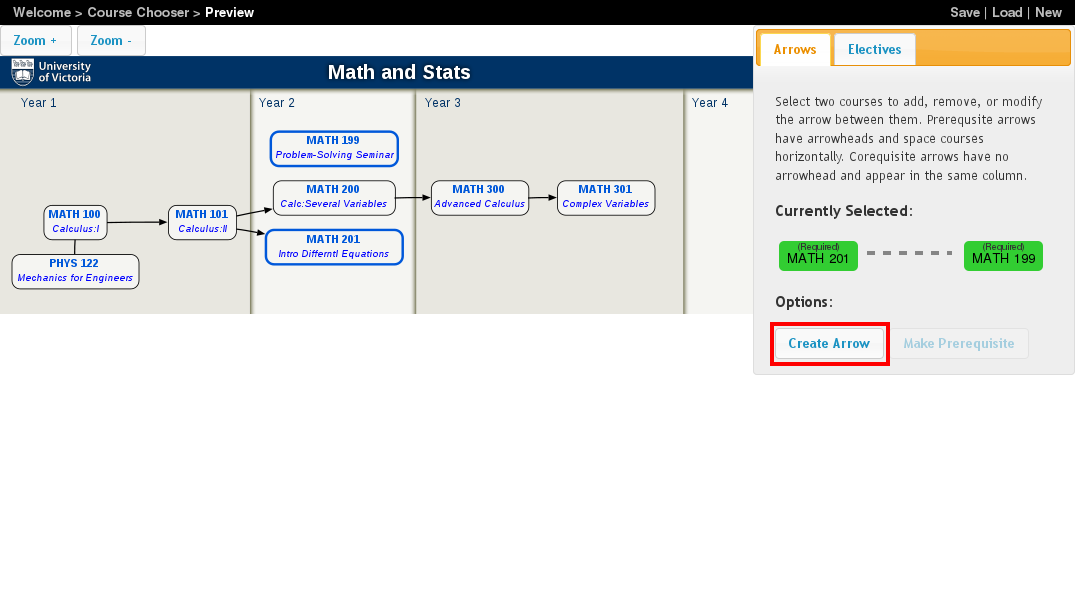 Welcome > Course Chooser > Preview
Save | Load | New
Zoom +
Zoom -
University
of Victoria
Math and Stats
Year 1
Year 2
Year 3
Year 4
MATH 199
Problem-Solving Seminar
MATH 200
Calc:Several Variables
MATH 300
Advanced Calculus
MATH 301
Complex Variables
MATH 100
Calculus:I
MATH 101
Calculus:II
MATH 201
Intro Differntl Equations
PHYS 122
Mechanics for Engineers
Arrows
Electives
Select two courses to add, remove, or modify
the arrow between them. Prerequsite arrows
have arrowheads and space courses
horizontally. Corequisite arrows have no
arrowhead and appear in the same column.
Currently Selected:
(Required)
MATH 201
(Required)
MATH 199
Options:
Create Arrow
Make Prerequisite